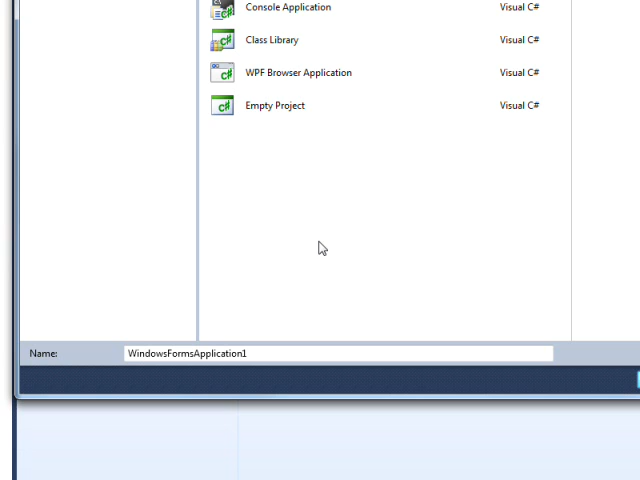 Console Application Visual C#
Class Library Visual C#
WPF Browser Application Visual C#
Empty Project Visual C#
Name: WindowsFormsApplication1